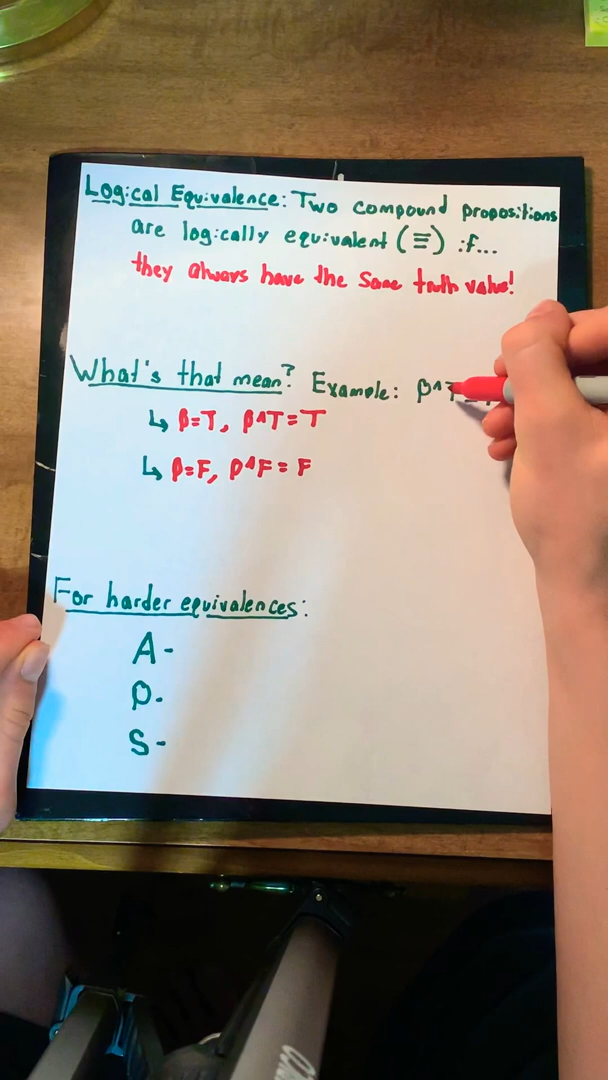 Logical Equivalence: Two compound propositions
are logically equivalent (≡) if...
they always have the same truth value!
What's that mean? Example: p^T
↳ p=T, p^T=T
↳ p=F, p^F=F
For harder equivalences:
A-
P-
S-